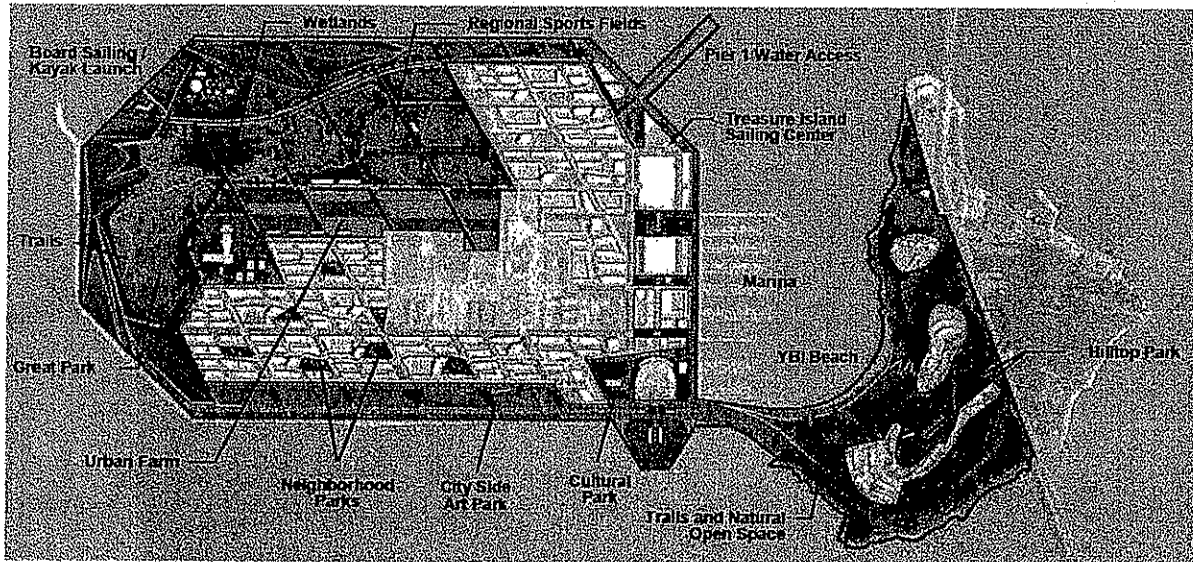 Wetlands
Regional Sports Fields
Board Sailing /
Kayak Launch
Pier 1 Water Access
Treasure Island
Sailing Center
Trails
Marina
YBI Beach
Hilltop Park
Great Park
Urban Farm
Neighborhood
Parks
City Side
Art Park
Cultural
Park
Trails and Natural
Open Space